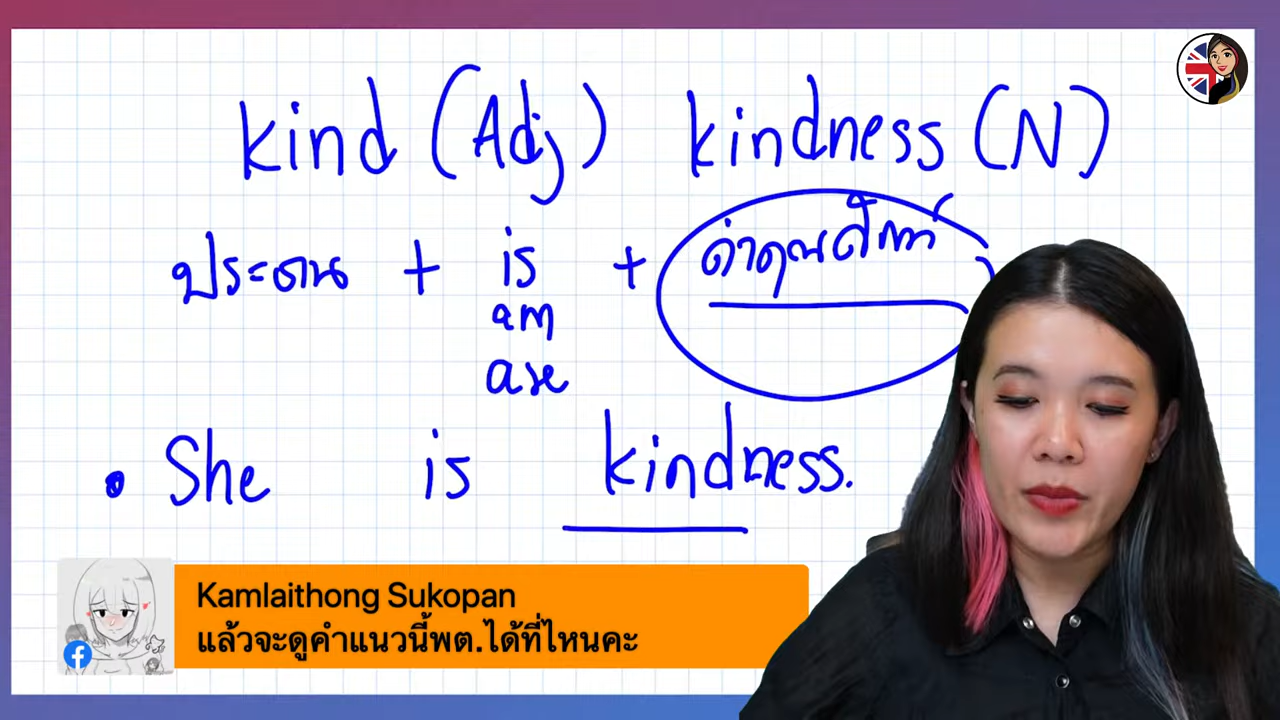 kind (Adj) kindness (N)
ประธาน + is + คำคุณศัพท์
am
are
• She is kindness.
Kamlaithong Sukopan
แล้วจะดูคำแนวนี้พต.ได้ที่ไหนคะ